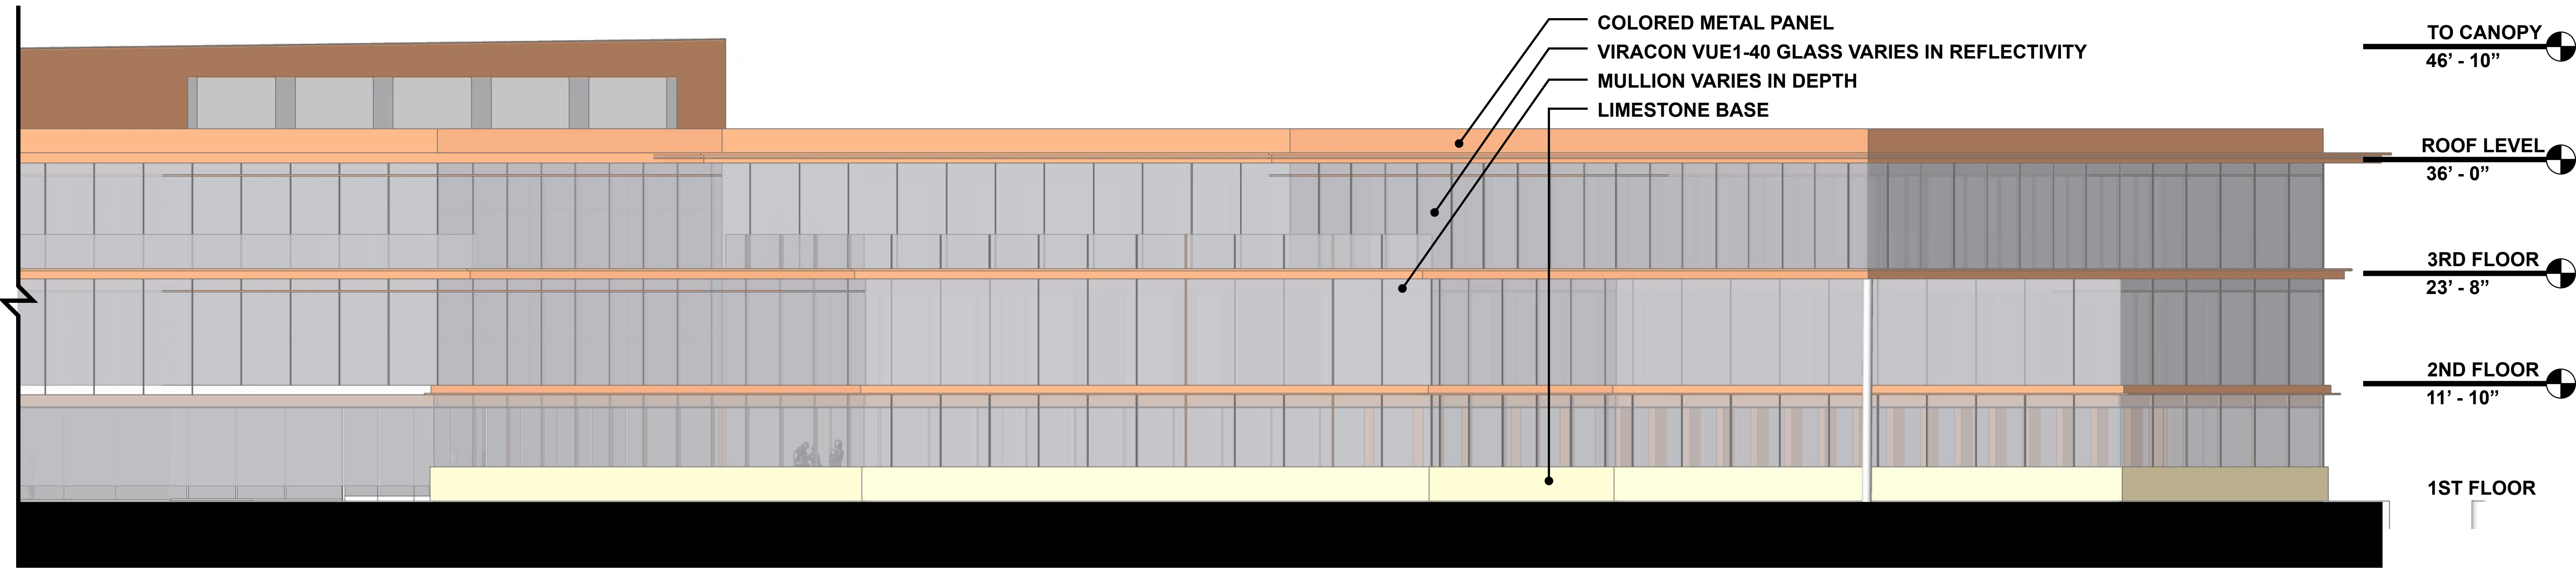 COLORED METAL PANEL
VIRACON VUE1-40 GLASS VARIES IN REFLECTIVITY
MULLION VARIES IN DEPTH
LIMESTONE BASE
TO CANOPY
46’ - 10”
ROOF LEVEL
36’ - 0”
3RD FLOOR
23’ - 8”
2ND FLOOR
11’ - 10”
1ST FLOOR